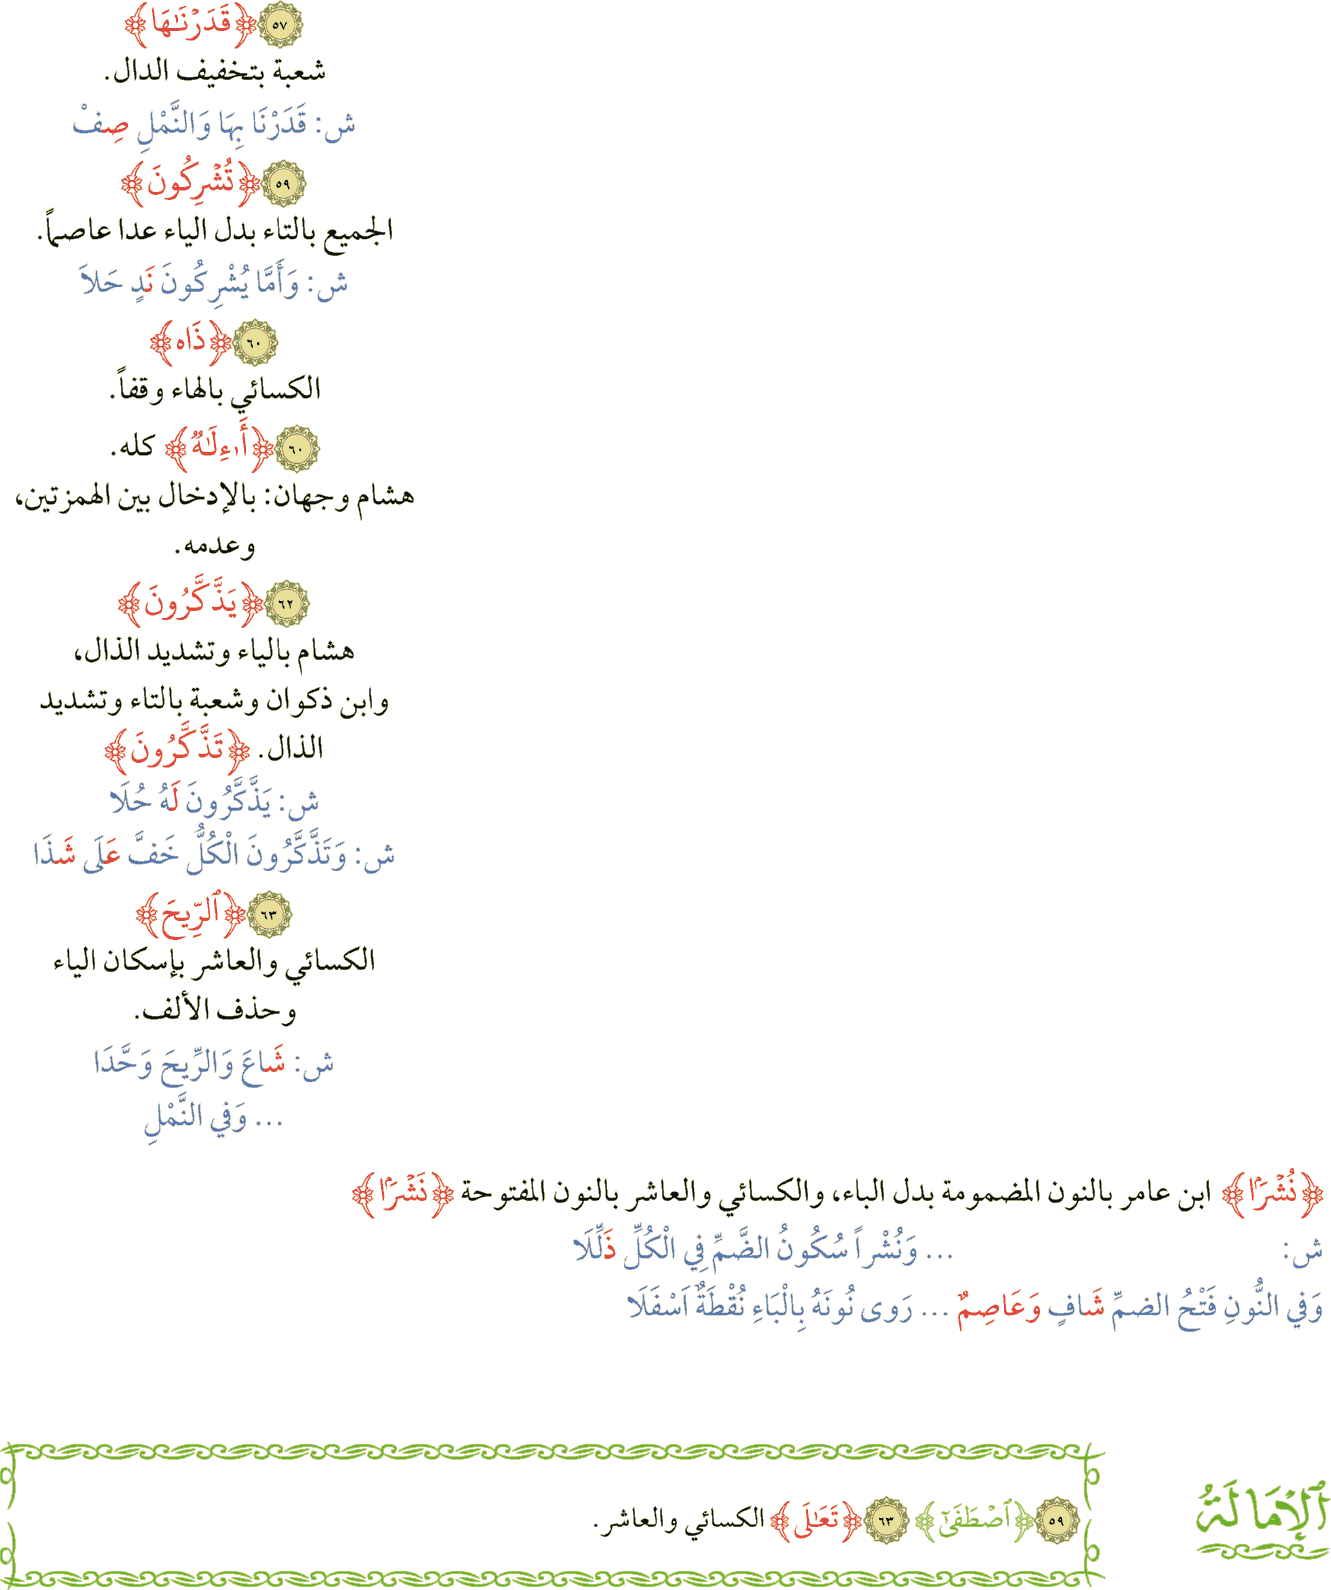 ٥٧ ﴿قَدَرْنَـٰهَا﴾
شعبة بتخفيف الدال.
ش: قَدَرْنَا بِهَا وَالنَّمْلِ صِفْ
٥٩ ﴿تُشْرِكُونَ﴾
الجميع بالتاء بدل الياء عدا عاصماً.
ش: وَأَمَّا يُشْرِكُونَ نَدٍ حَلاَ
٦٠ ﴿ذَاه﴾
الكسائي بالهاء وقفاً.
٦٠ ﴿أَ۟ءِلَـٰهٌ﴾ كله.
هشام وجهان: بالإدخال بين الهمزتين،
وعدمه.
٦٢ ﴿يَذَّكَّرُونَ﴾
هشام بالياء وتشديد الذال،
وابن ذكوان وشعبة بالتاء وتشديد
الذال. ﴿تَذَّكَّرُونَ﴾
ش: يَذَّكَّرُونَ لَهُ حُلَا
ش: وَتَذَّكَّرُونَ الْكُلُّ خَفَّ عَلَى شَذَا
٦٣ ﴿ٱلرِّيحَ﴾
الكسائي والعاشر بإسكان الياء
وحذف الألف.
ش: شَاعَ وَالرِّيحَ وَحَّدَا
... وَفي النَّمْلِ
﴿نُشْرَۢا﴾ ابن عامر بالنون المضمومة بدل الباء، والكسائي والعاشر بالنون المفتوحة ﴿نَشْرَۢا﴾
ش: ... وَنُشْراً سُكُونُ الضَّمِّ فِي الْكُلِّ ذَلِّلَا
وَفي النُّونِ فَتْحُ الضمِّ شَافٍ وَعَاصِمٌ ... رَوى نُونَهُ بِالْبَاءِ نُقْطَةٌ اَسْفَلَا
ٱلْإِمَالَةُ
٥٩ ﴿ٱصْطَفَىٰٓ﴾ ٦٣ ﴿تَعَـٰلَى﴾ الكسائي والعاشر.